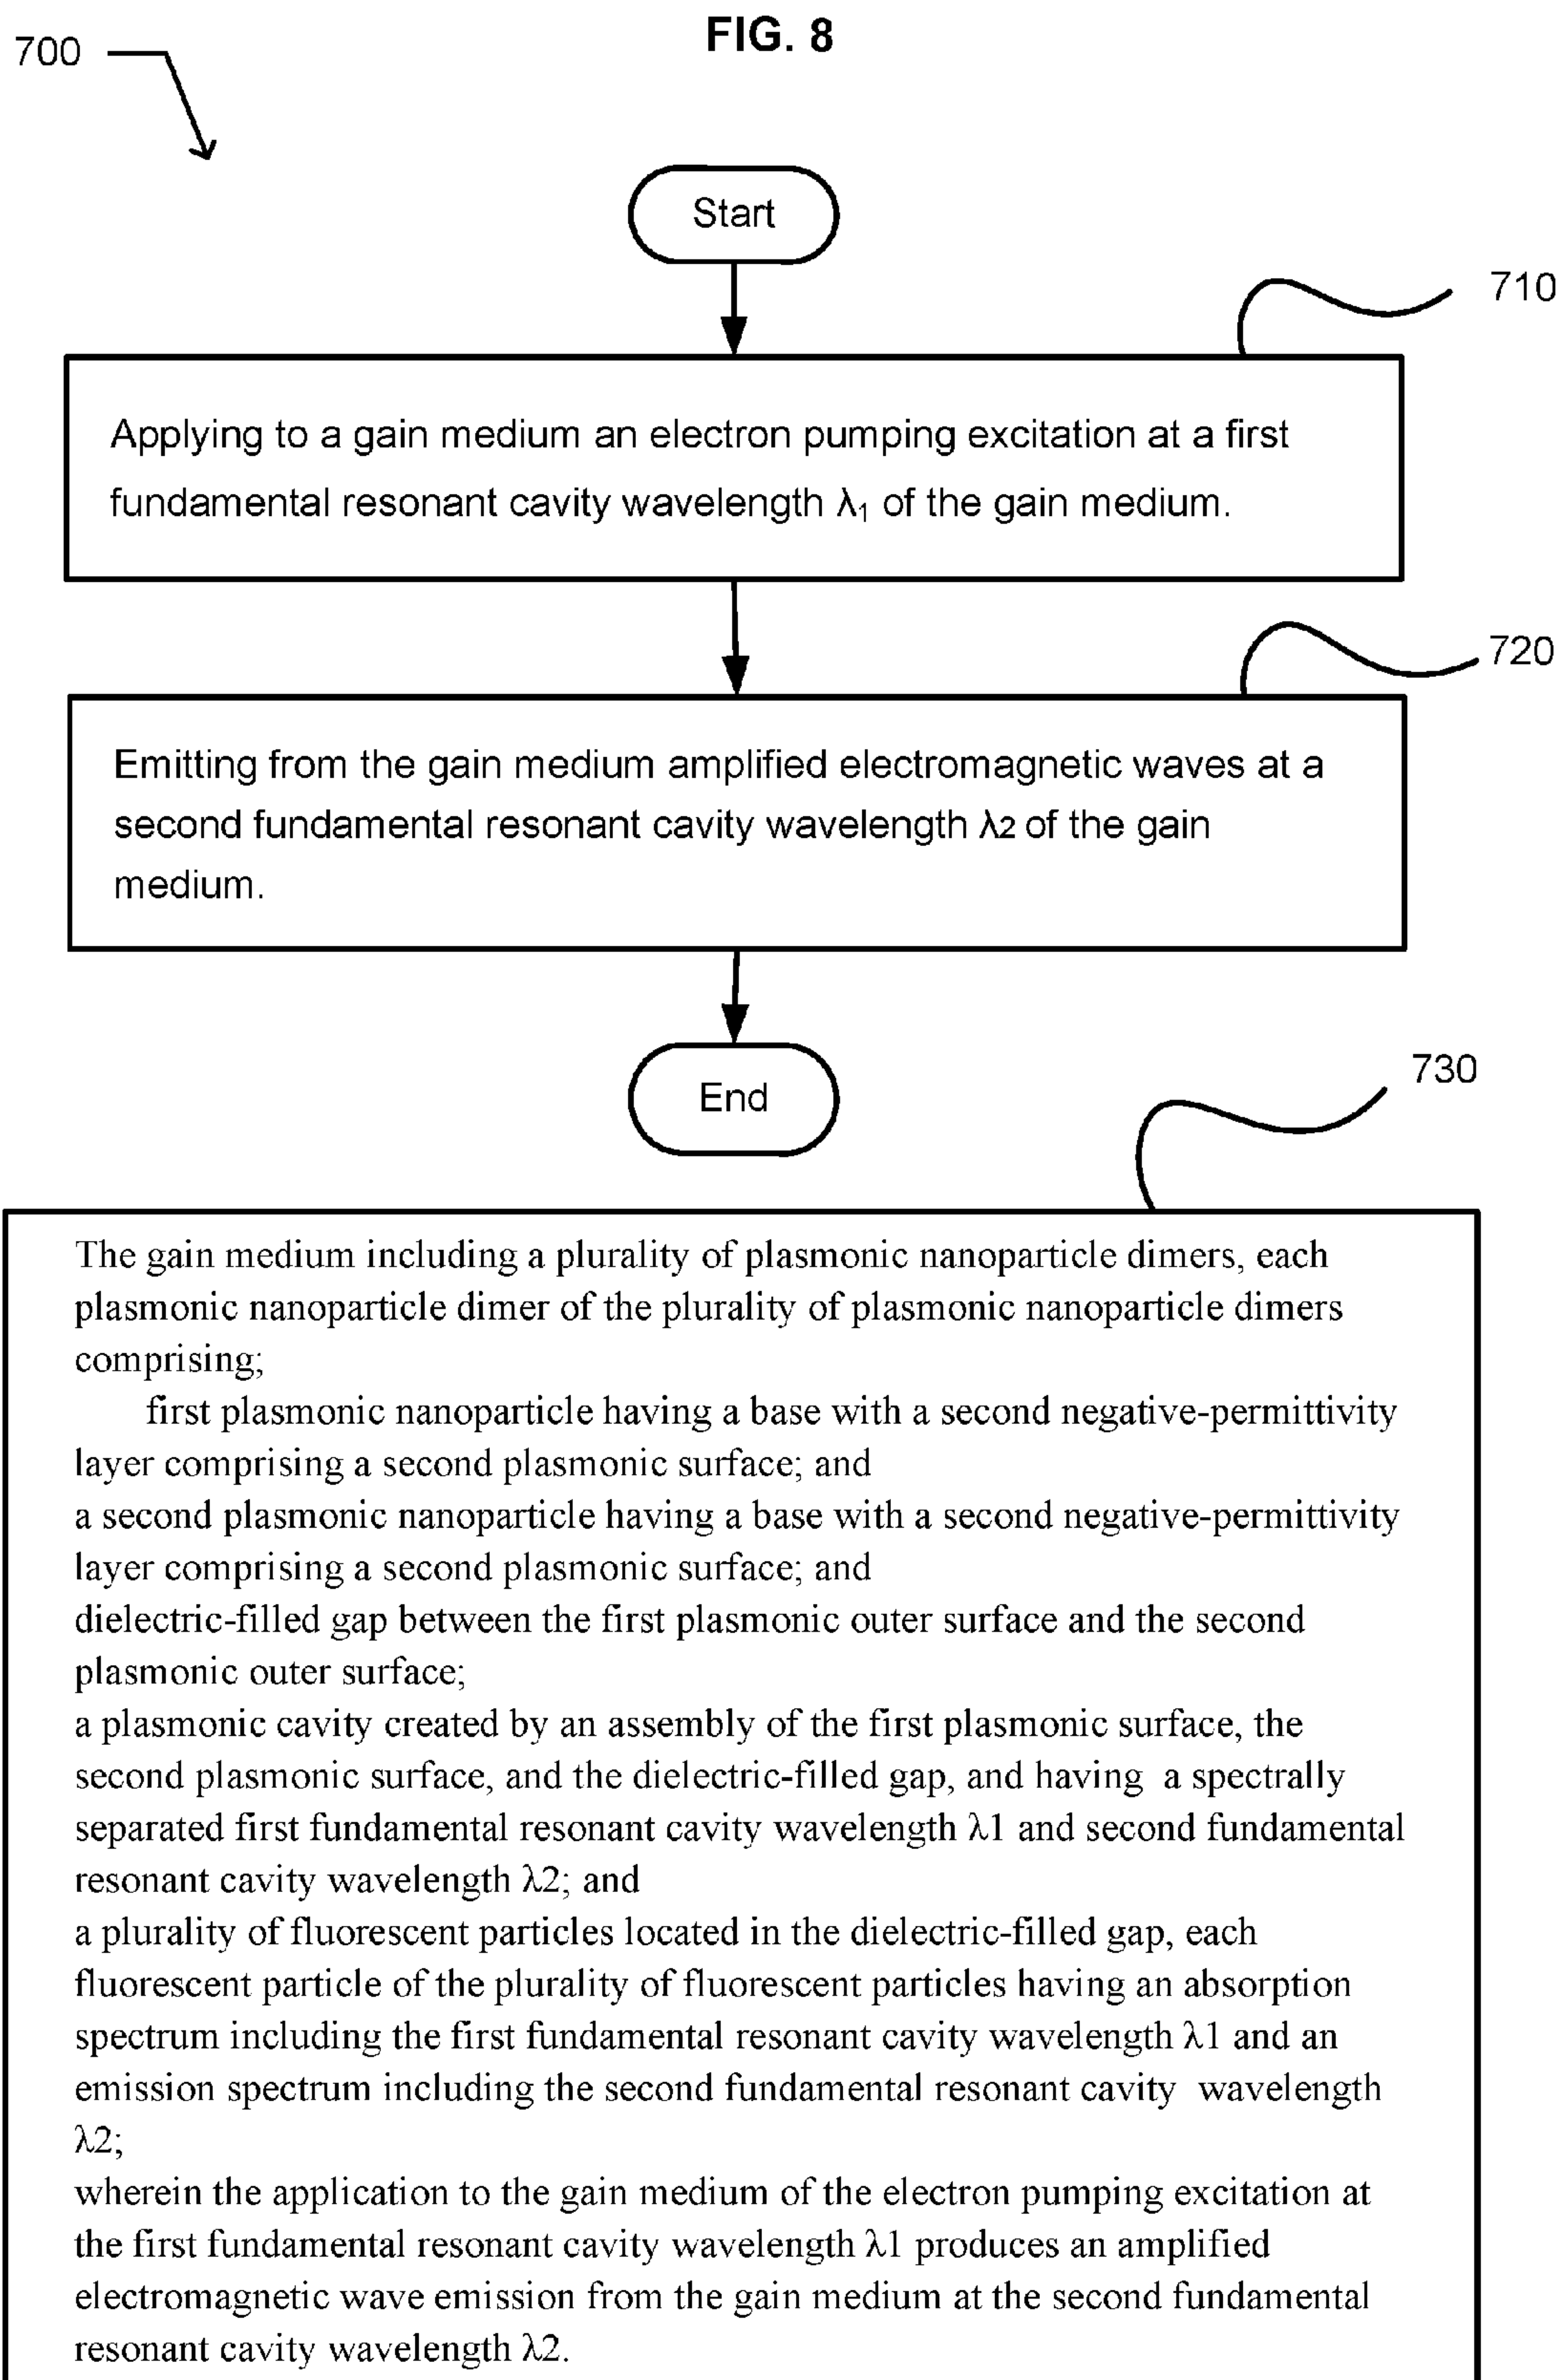 FIG. 8
700
Start
710
Applying to a gain medium an electron pumping excitation at a first
fundamental resonant cavity wavelength λ₁ of the gain medium.
720
Emitting from the gain medium amplified electromagnetic waves at a
second fundamental resonant cavity wavelength λ2 of the gain
medium.
End
730
The gain medium including a plurality of plasmonic nanoparticle dimers, each
plasmonic nanoparticle dimer of the plurality of plasmonic nanoparticle dimers
comprising;
first plasmonic nanoparticle having a base with a second negative-permittivity
layer comprising a second plasmonic surface; and
a second plasmonic nanoparticle having a base with a second negative-permittivity
layer comprising a second plasmonic surface; and
dielectric-filled gap between the first plasmonic outer surface and the second
plasmonic outer surface;
a plasmonic cavity created by an assembly of the first plasmonic surface, the
second plasmonic surface, and the dielectric-filled gap, and having a spectrally
separated first fundamental resonant cavity wavelength λ1 and second fundamental
resonant cavity wavelength λ2; and
a plurality of fluorescent particles located in the dielectric-filled gap, each
fluorescent particle of the plurality of fluorescent particles having an absorption
spectrum including the first fundamental resonant cavity wavelength λ1 and an
emission spectrum including the second fundamental resonant cavity wavelength
λ2;
wherein the application to the gain medium of the electron pumping excitation at
the first fundamental resonant cavity wavelength λ1 produces an amplified
electromagnetic wave emission from the gain medium at the second fundamental
resonant cavity wavelength λ2.